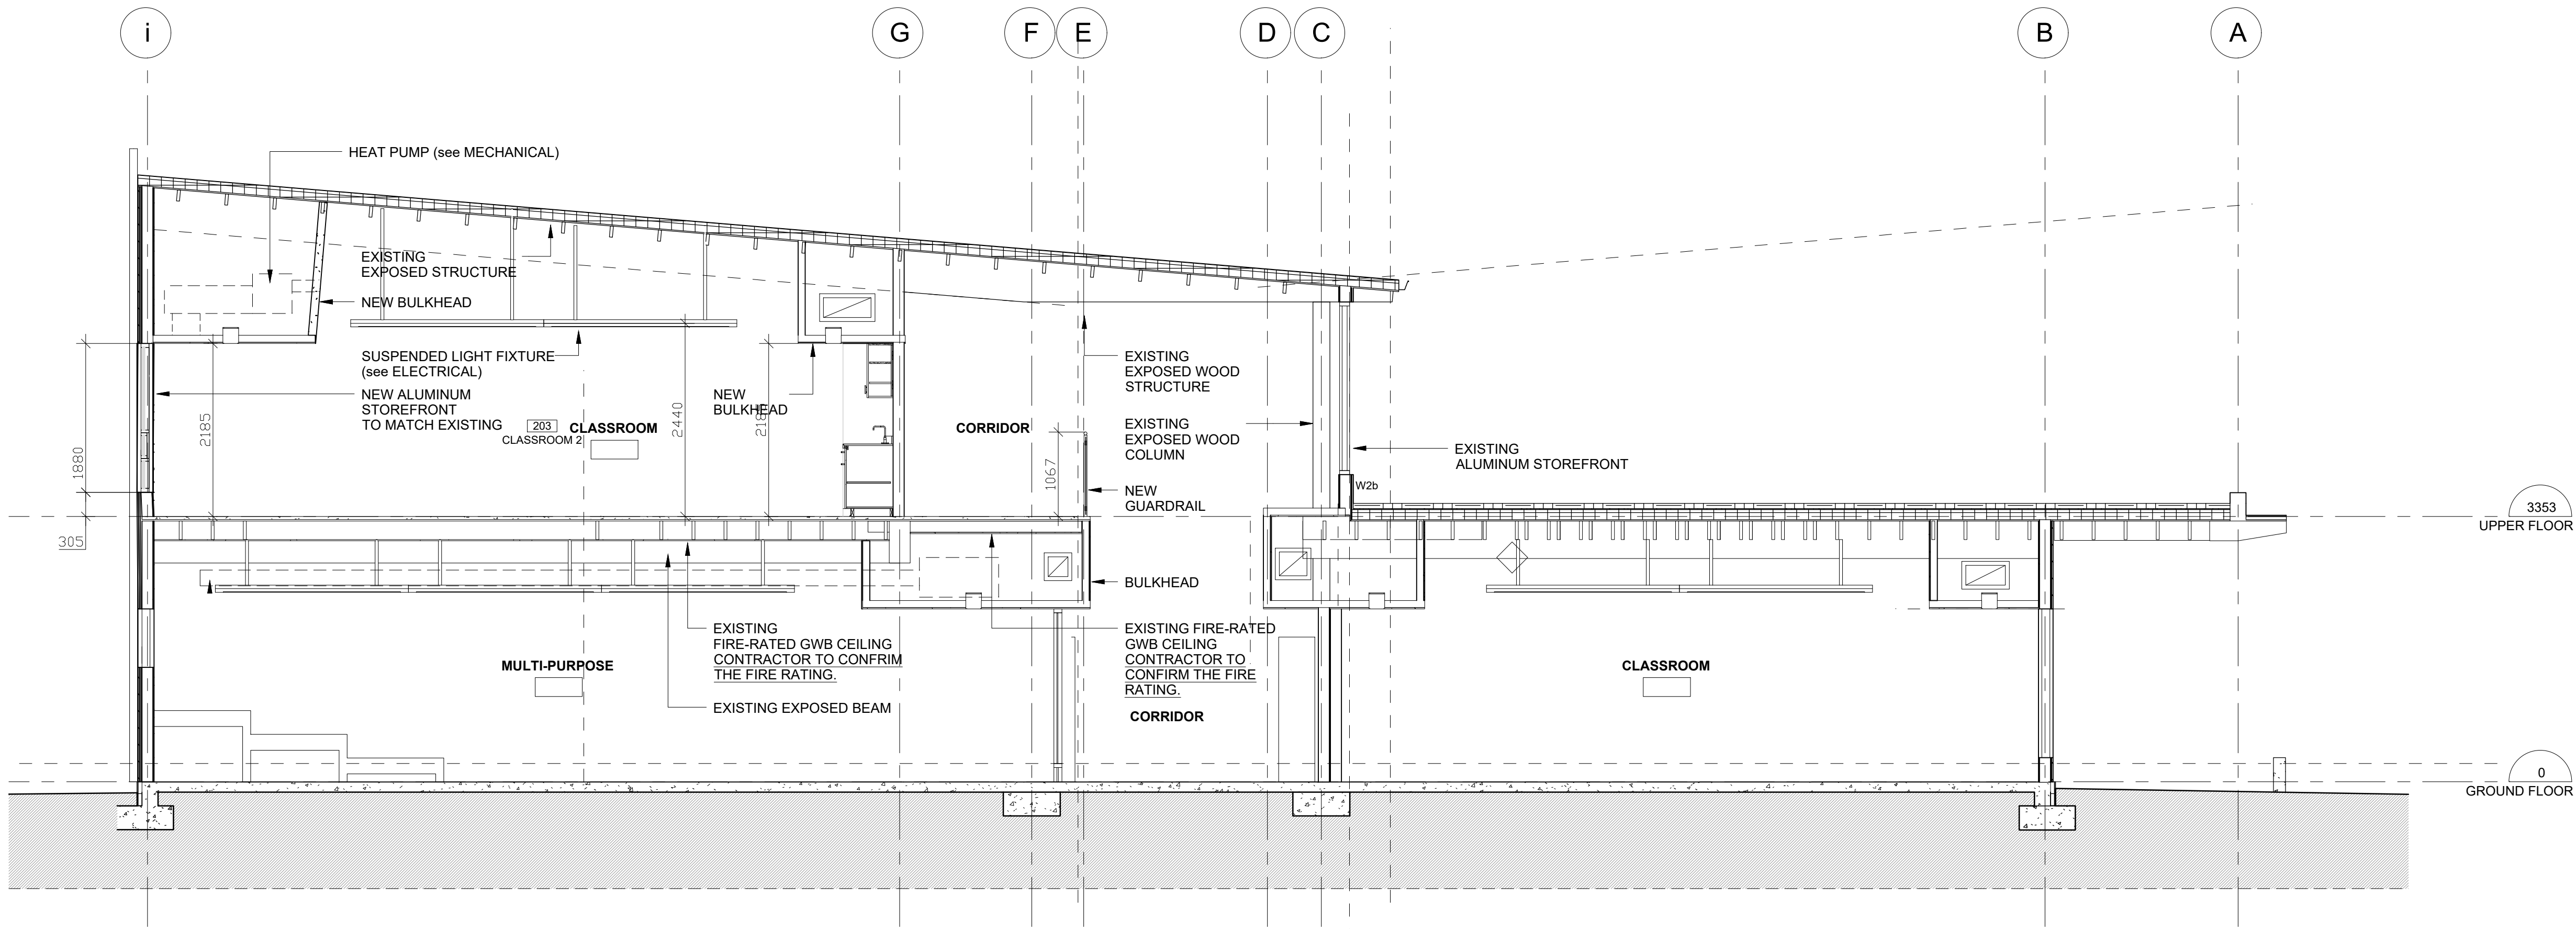 i
G
F
E
D
C
B
A
HEAT PUMP (see MECHANICAL)
EXISTING
EXPOSED STRUCTURE
NEW BULKHEAD
SUSPENDED LIGHT FIXTURE
(see ELECTRICAL)
NEW ALUMINUM
STOREFRONT
TO MATCH EXISTING
203
CLASSROOM 2
CLASSROOM
NEW
BULKHEAD
CORRIDOR
EXISTING
EXPOSED WOOD
STRUCTURE
EXISTING
EXPOSED WOOD
COLUMN
NEW
GUARDRAIL
EXISTING
ALUMINUM STOREFRONT
W2b
1880
305
2185
2440
1067
3353
UPPER FLOOR
BULKHEAD
EXISTING
FIRE-RATED GWB CEILING
CONTRACTOR TO CONFRIM
THE FIRE RATING.
EXISTING EXPOSED BEAM
MULTI-PURPOSE
EXISTING FIRE-RATED
GWB CEILING
CONTRACTOR TO
CONFIRM THE FIRE
RATING.
CORRIDOR
CLASSROOM
0
GROUND FLOOR